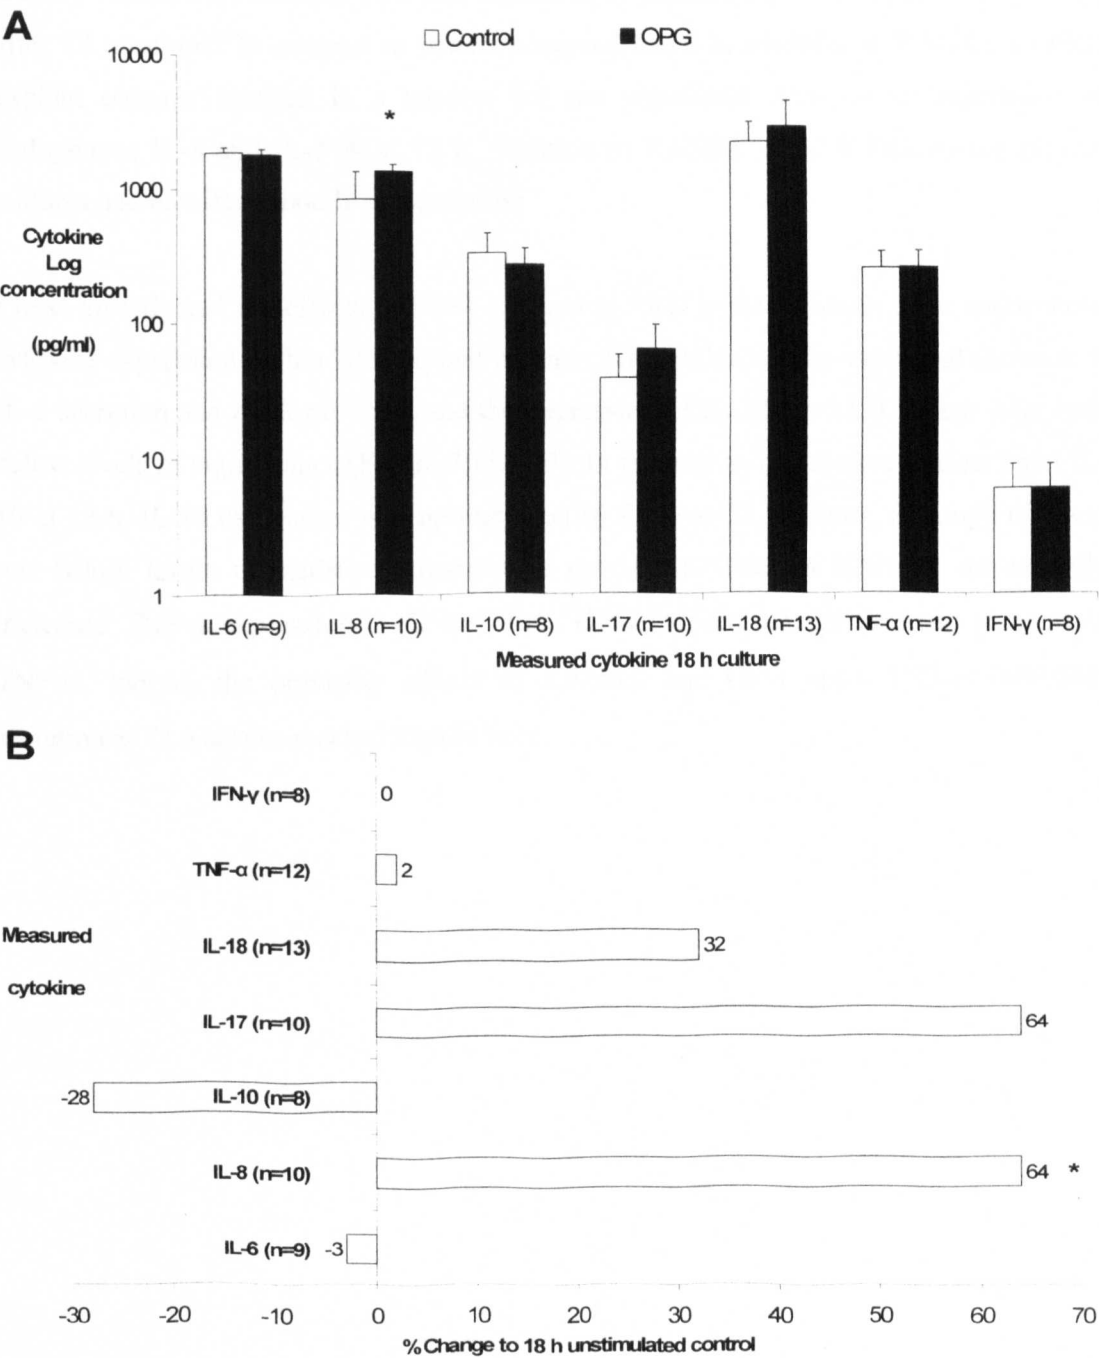 A
Control OPG
10000
*
1000
Cytokine
Log
concentration
(pg/ml)
100
10
1
IL-6 (n=9) IL-8 (n=10) IL-10 (n=8) IL-17 (n=10) IL-18 (n=13) TNF-α (n=12) IFN-γ (n=8)
Measured cytokine 18 h culture
B
IFN-γ (n=8) 0
TNF-α (n=12) 2
Measured
cytokine
IL-18 (n=13) 32
IL-17 (n=10) 64
-28 IL-10 (n=8)
IL-8 (n=10) 64 *
IL-6 (n=9) -3
-30 -20 -10 0 10 20 30 40 50 60 70
% Change to 18 h unstimulated control